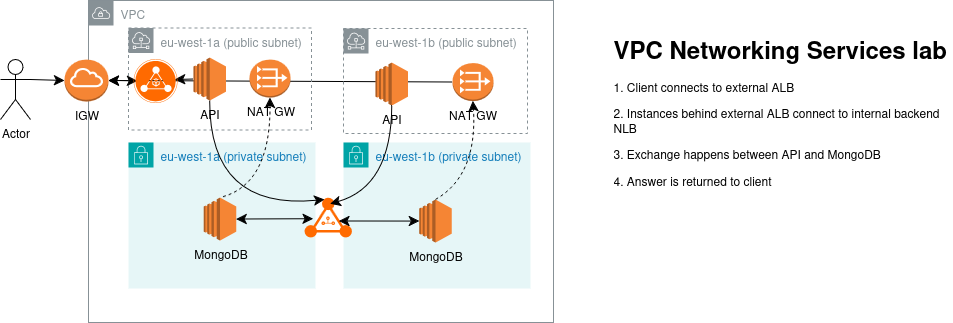 VPC
eu-west-1a (public subnet)
eu-west-1b (public subnet)
Actor
IGW
API
NAT GW
API
NAT GW
eu-west-1a (private subnet)
eu-west-1b (private subnet)
MongoDB
MongoDB
VPC Networking Services lab
1. Client connects to external ALB
2. Instances behind external ALB connect to internal backend
NLB
3. Exchange happens between API and MongoDB
4. Answer is returned to client